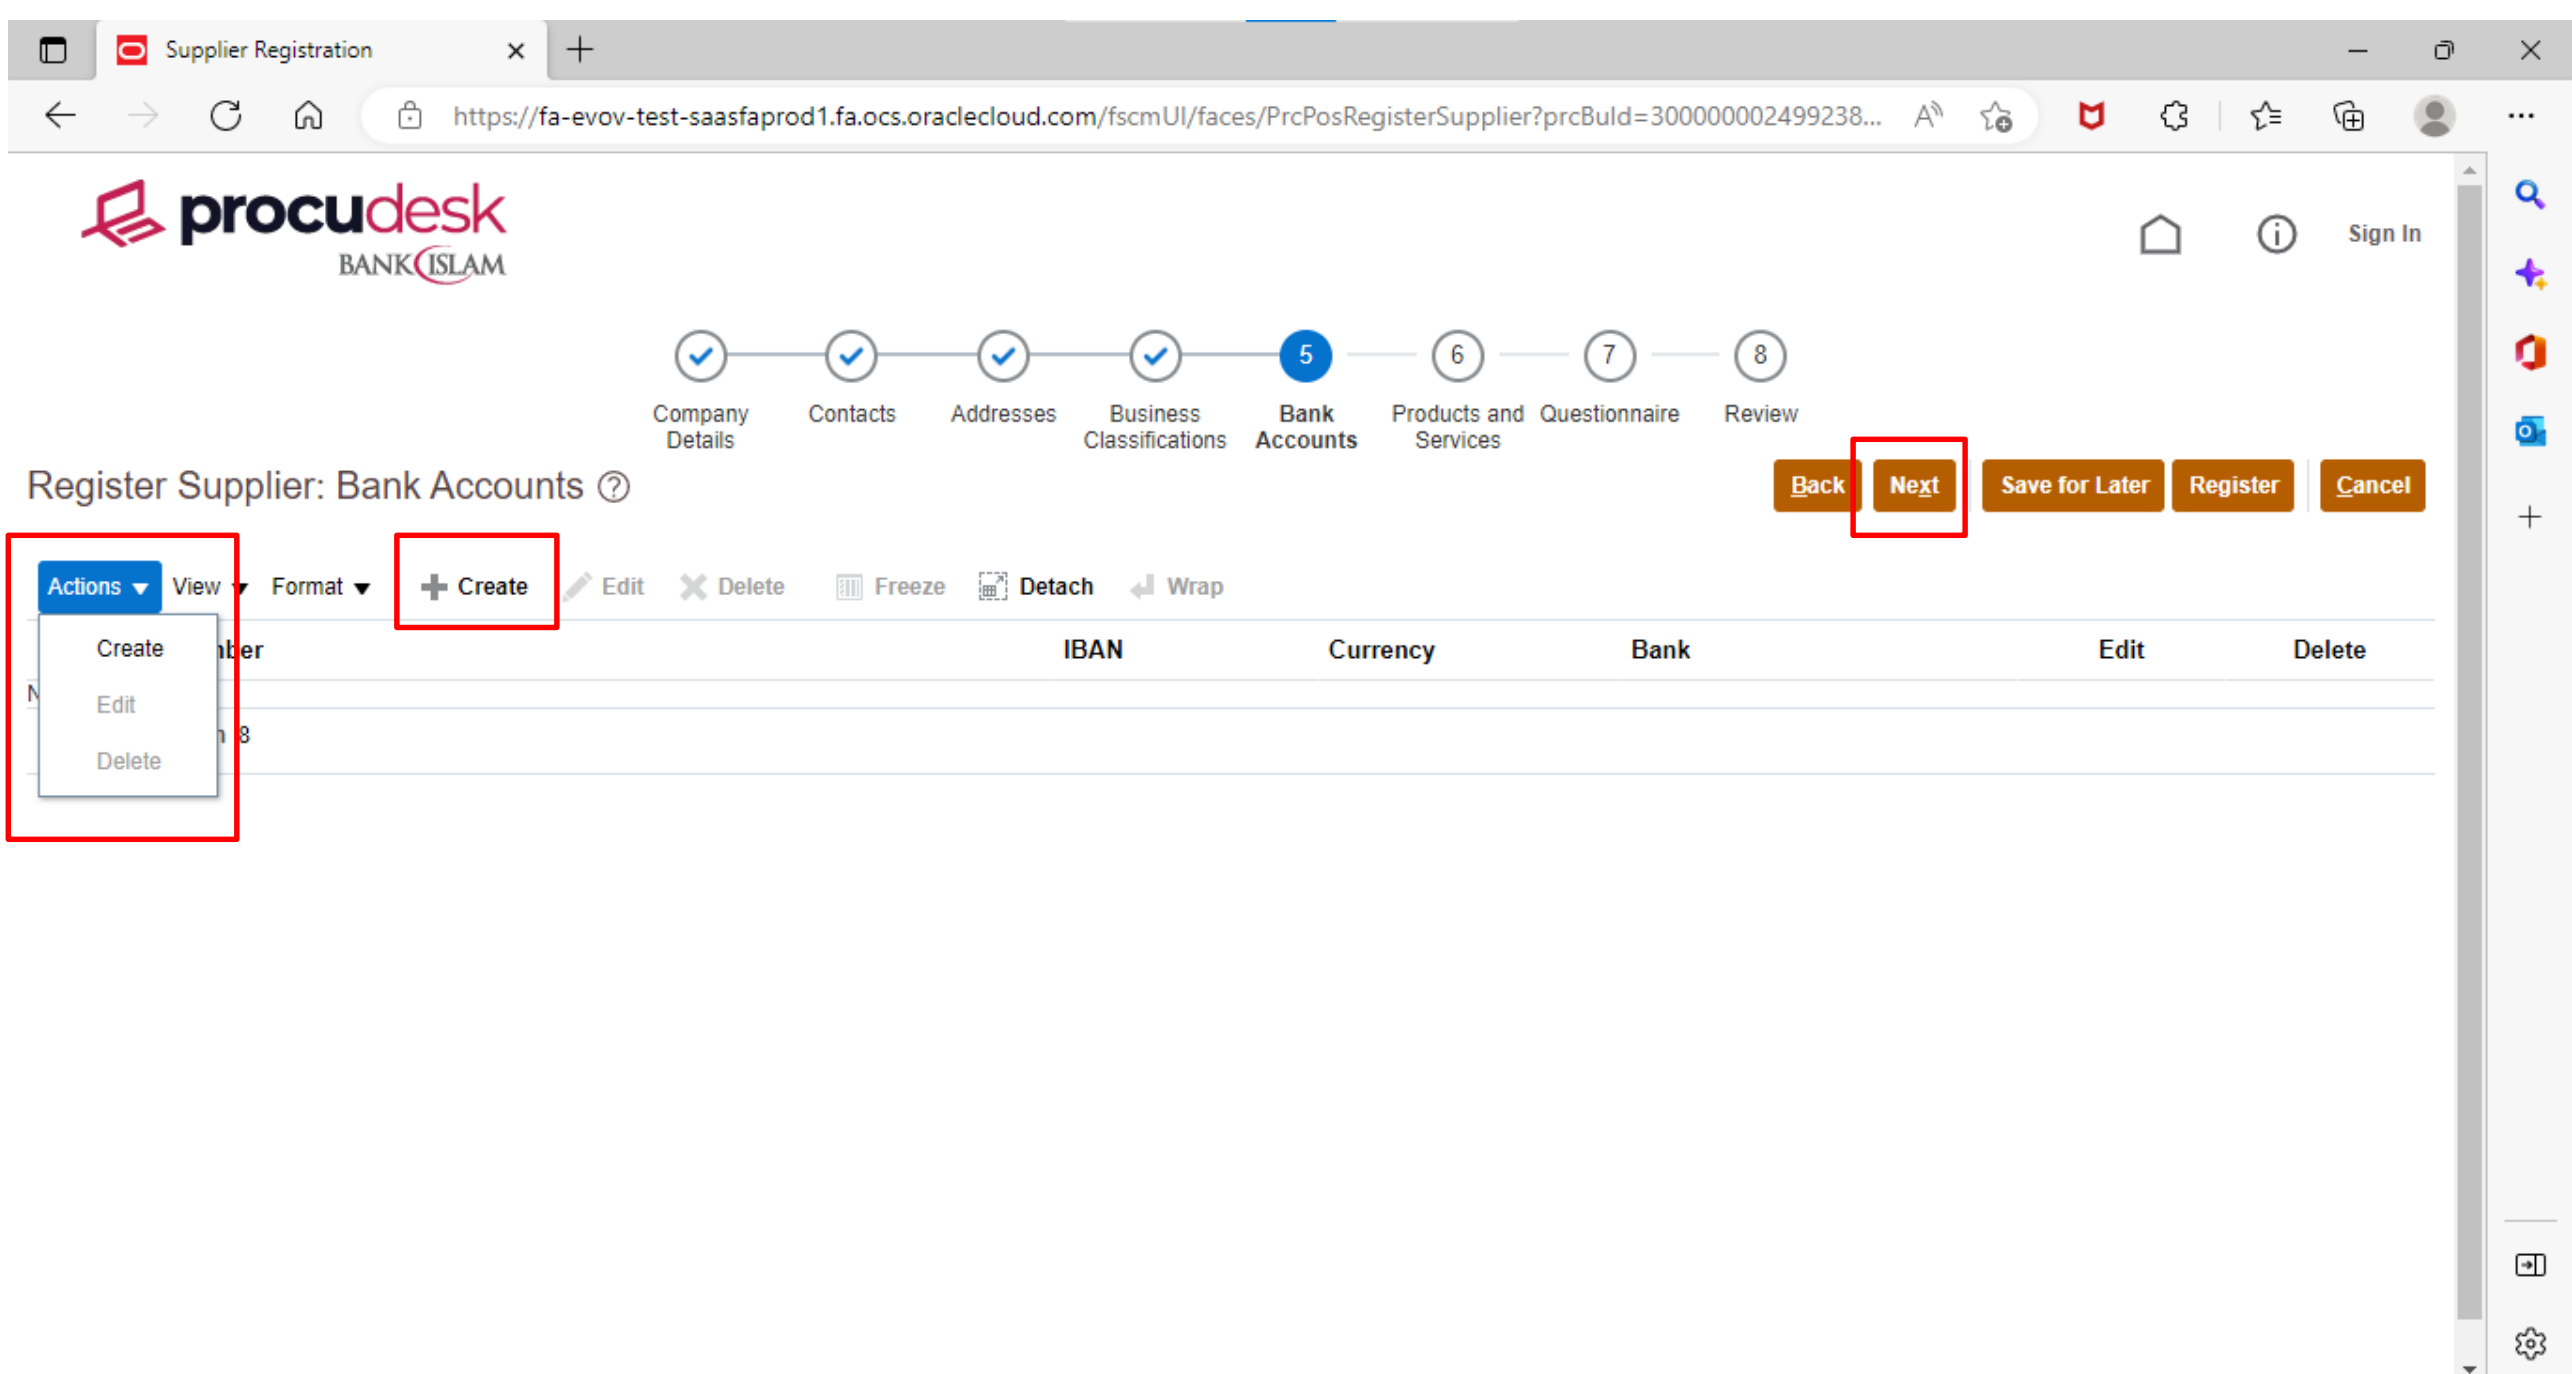 Supplier Registration
https://fa-evov-test-saasfaprod1.fa.ocs.oraclecloud.com/fscmUI/faces/PrcPosRegisterSupplier?prcBuId=300000002499238...
procudesk
BANK ISLAM
Sign In
5 6 7 8
Company Details
Contacts
Addresses
Business Classifications
Bank Accounts
Products and Services
Questionnaire
Review
Register Supplier: Bank Accounts
Back Next Save for Later Register Cancel
Actions View Format Create Edit Delete Freeze Detach Wrap
Create
Edit
Delete
IBAN Currency Bank Edit Delete
8